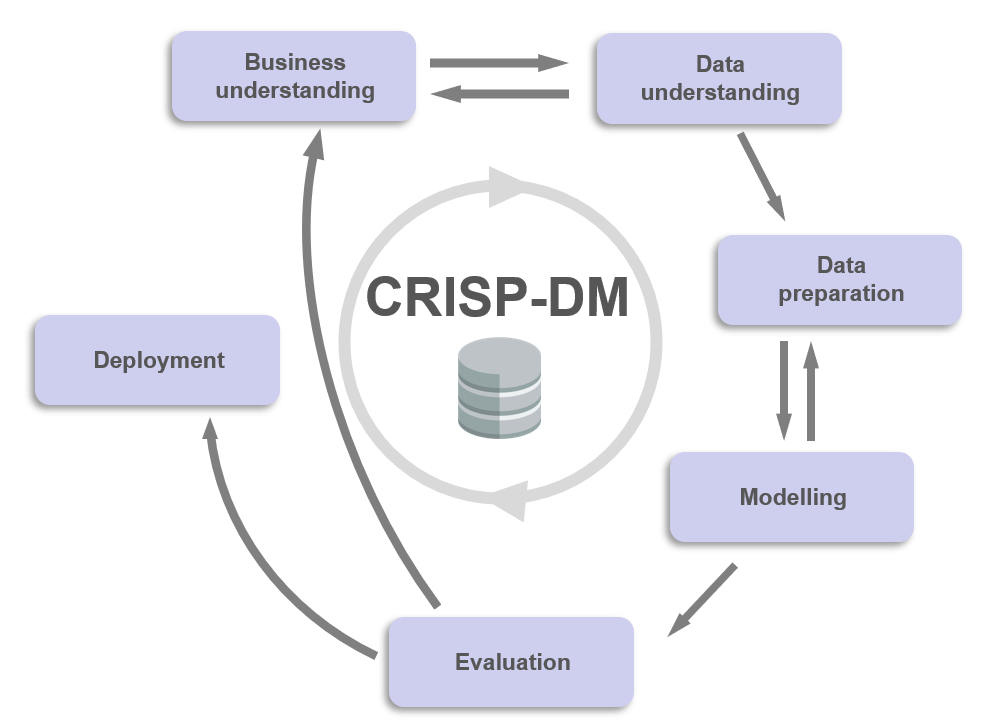 Business
understanding
Data
understanding
Data
preparation
CRISP-DM
Deployment
Modelling
Evaluation